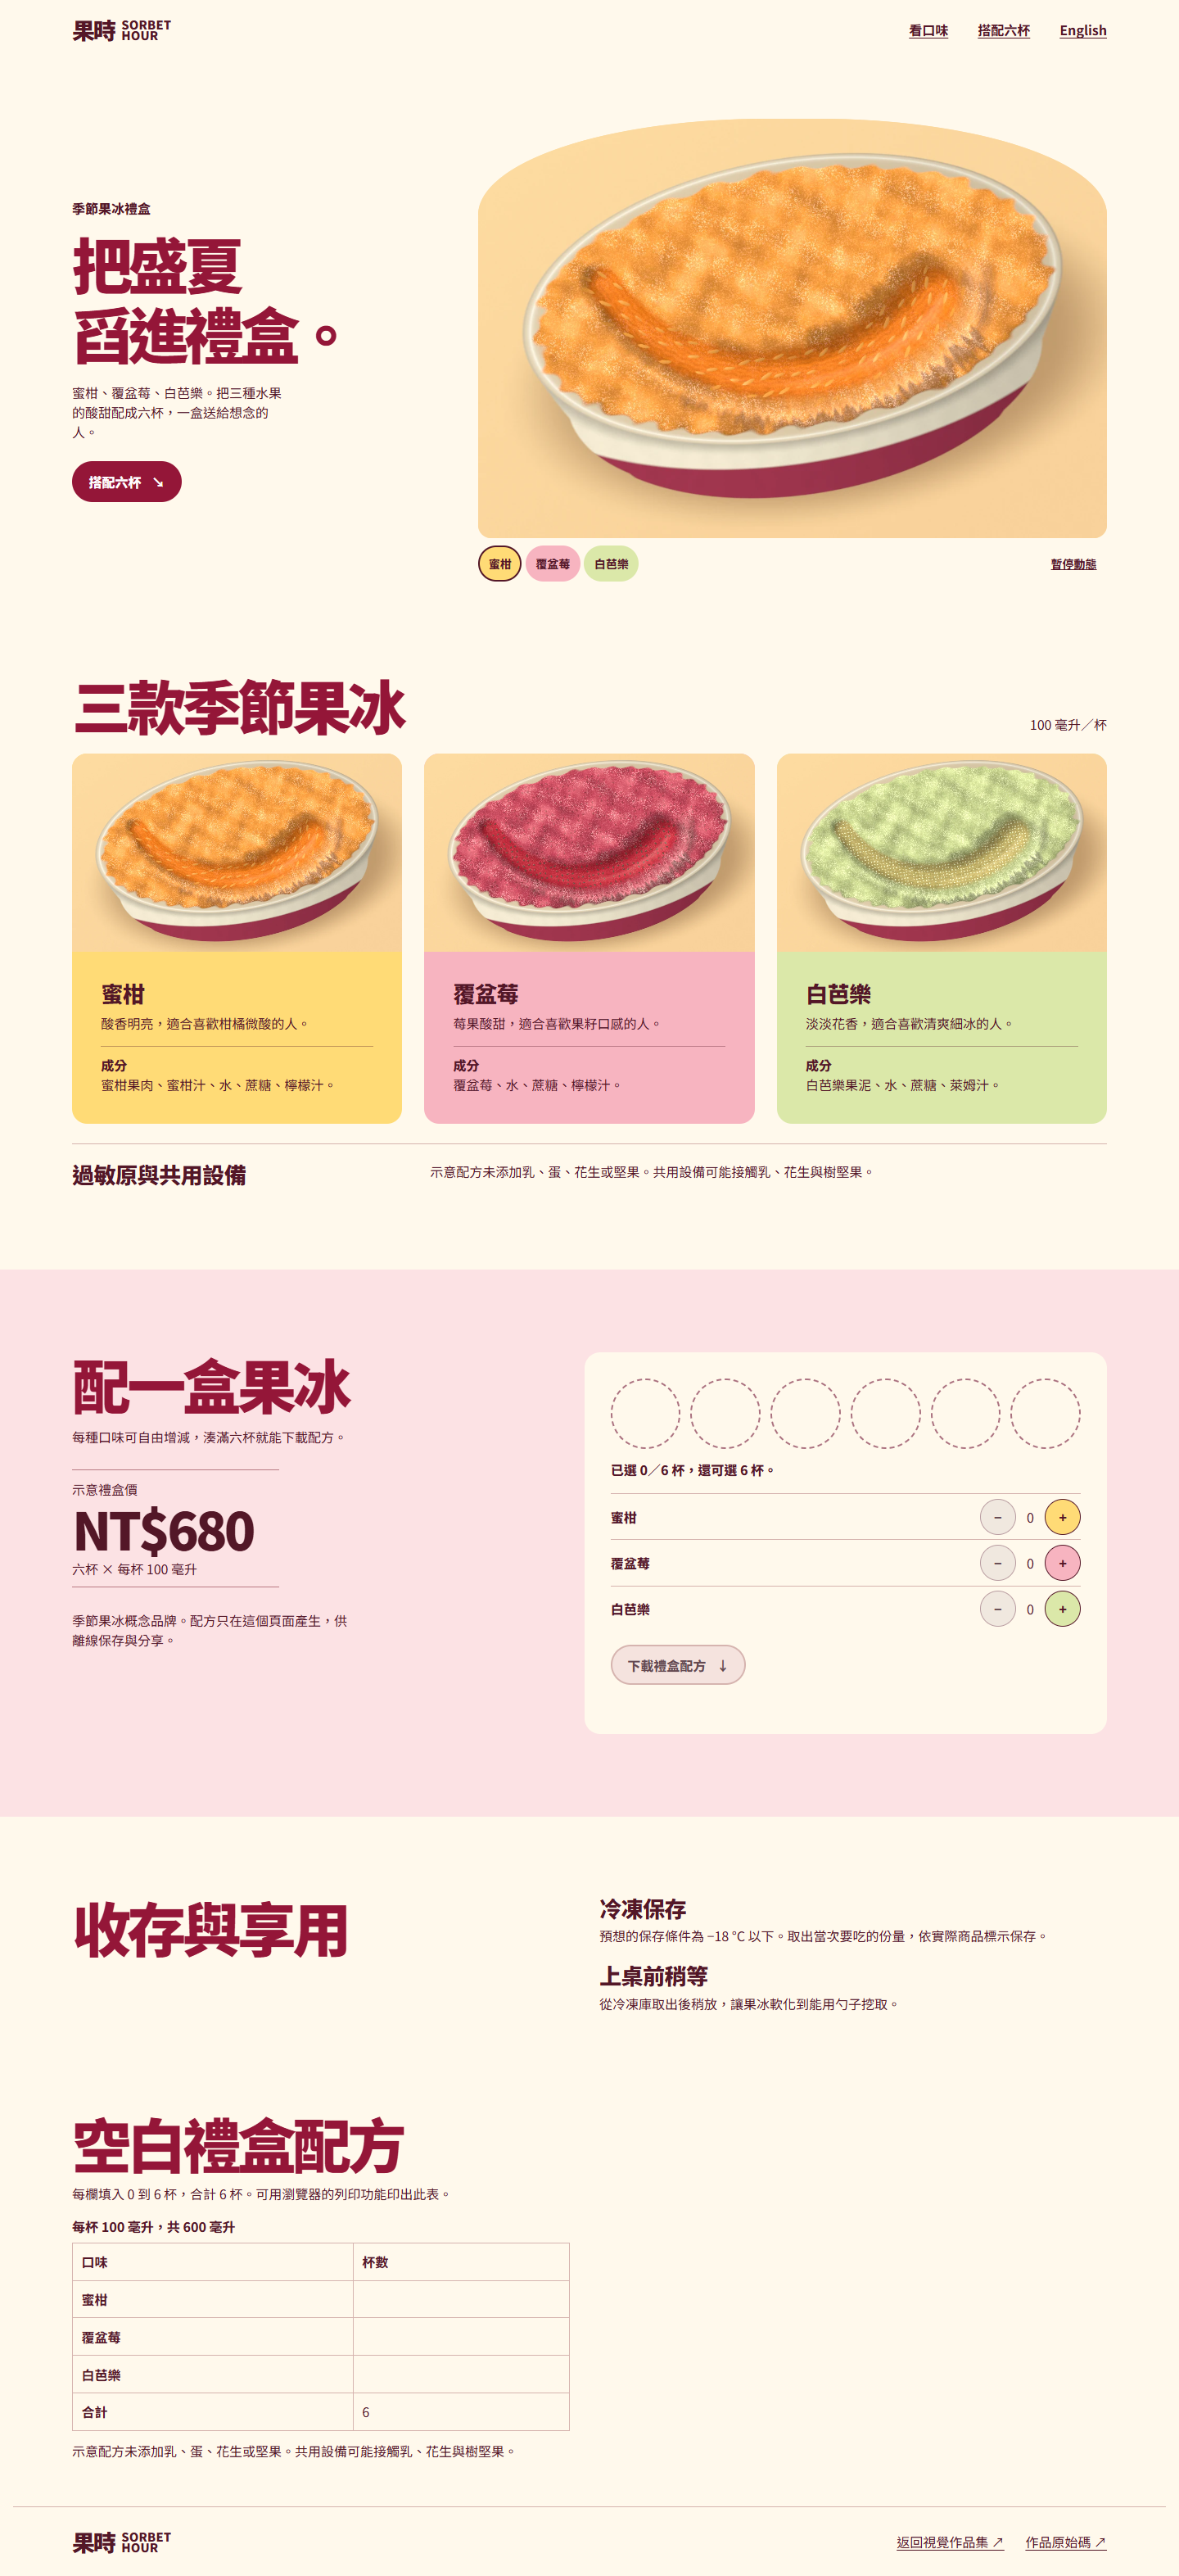 果時 SORBET HOUR
看口味 搭配六杯 English
季節果冰禮盒
把盛夏
舀進禮盒。
蜜柑、覆盆莓、白芭樂。把三種水果
的酸甜配成六杯，一盒送給想念的
人。
搭配六杯 ↘
蜜柑 覆盆莓 白芭樂 暫停動態
三款季節果冰
100 毫升／杯
蜜柑
酸香明亮，適合喜歡柑橘微酸的人。
成分
蜜柑果肉、蜜柑汁、水、蔗糖、檸檬汁。
覆盆莓
莓果酸甜，適合喜歡果籽口感的人。
成分
覆盆莓、水、蔗糖、檸檬汁。
白芭樂
淡淡花香，適合喜歡清爽細冰的人。
成分
白芭樂果泥、水、蔗糖、萊姆汁。
過敏原與共用設備
示意配方未添加乳、蛋、花生或堅果。共用設備可能接觸乳、花生與樹堅果。
配一盒果冰
每種口味可自由增減，湊滿六杯就能下載配方。
示意禮盒價
NT$680
六杯 × 每杯 100 毫升
季節果冰概念品牌。配方只在這個頁面產生，供
離線保存與分享。
已選 0／6 杯，還可選 6 杯。
蜜柑 − 0 +
覆盆莓 − 0 +
白芭樂 − 0 +
下載禮盒配方 ↓
收存與享用
冷凍保存
預想的保存條件為 −18 °C 以下。取出當次要吃的份量，依實際商品標示保存。
上桌前稍等
從冷凍庫取出後稍放，讓果冰軟化到能用勺子挖取。
空白禮盒配方
每欄填入 0 到 6 杯，合計 6 杯。可用瀏覽器的列印功能印出此表。
每杯 100 毫升，共 600 毫升
口味 杯數
蜜柑
覆盆莓
白芭樂
合計 6
示意配方未添加乳、蛋、花生或堅果。共用設備可能接觸乳、花生與樹堅果。
果時 SORBET HOUR
返回視覺作品集 ↗ 作品原始碼 ↗